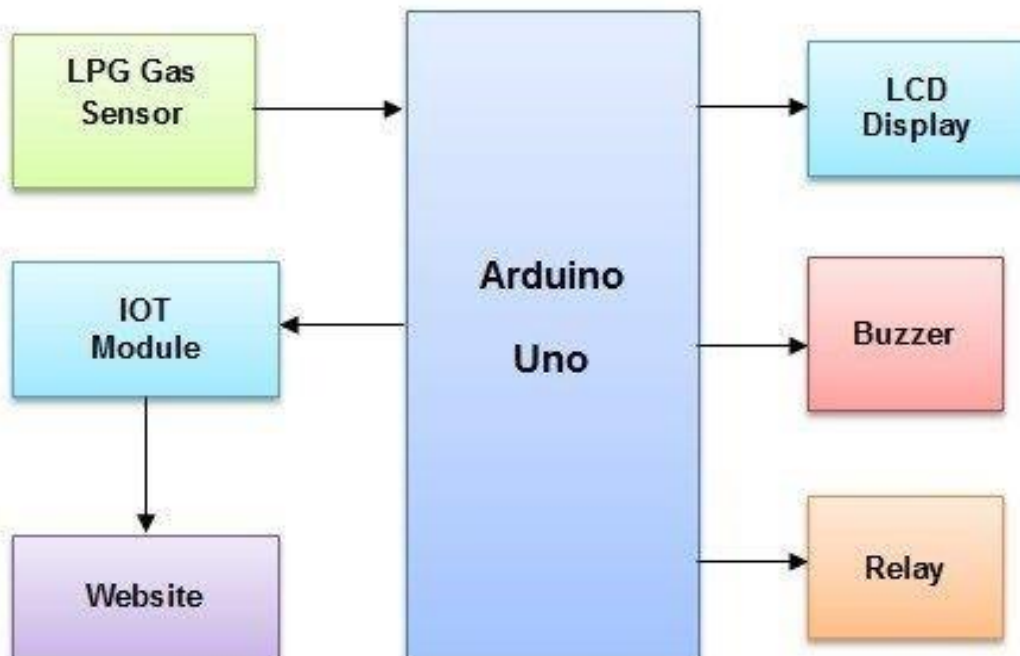 LPG Gas
Sensor
LCD
Display
Arduino
Uno
IOT
Module
Buzzer
Website
Relay